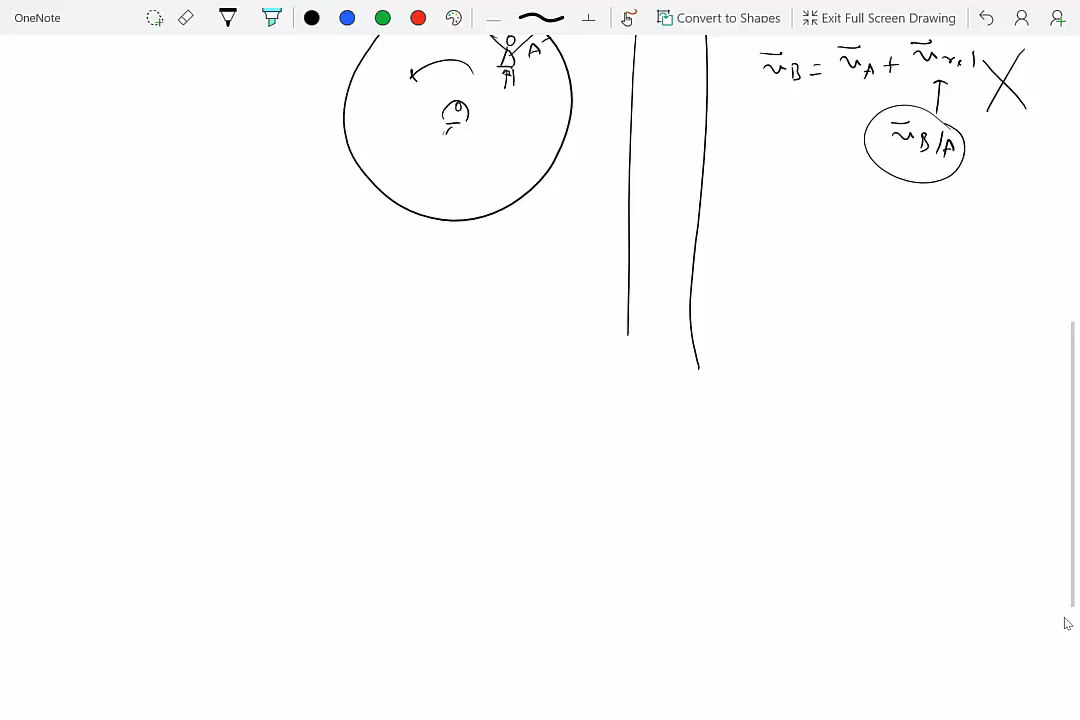 OneNote
Convert to Shapes
Exit Full Screen Drawing
A
v̄B = v̄A + v̄rel
v̄B/A